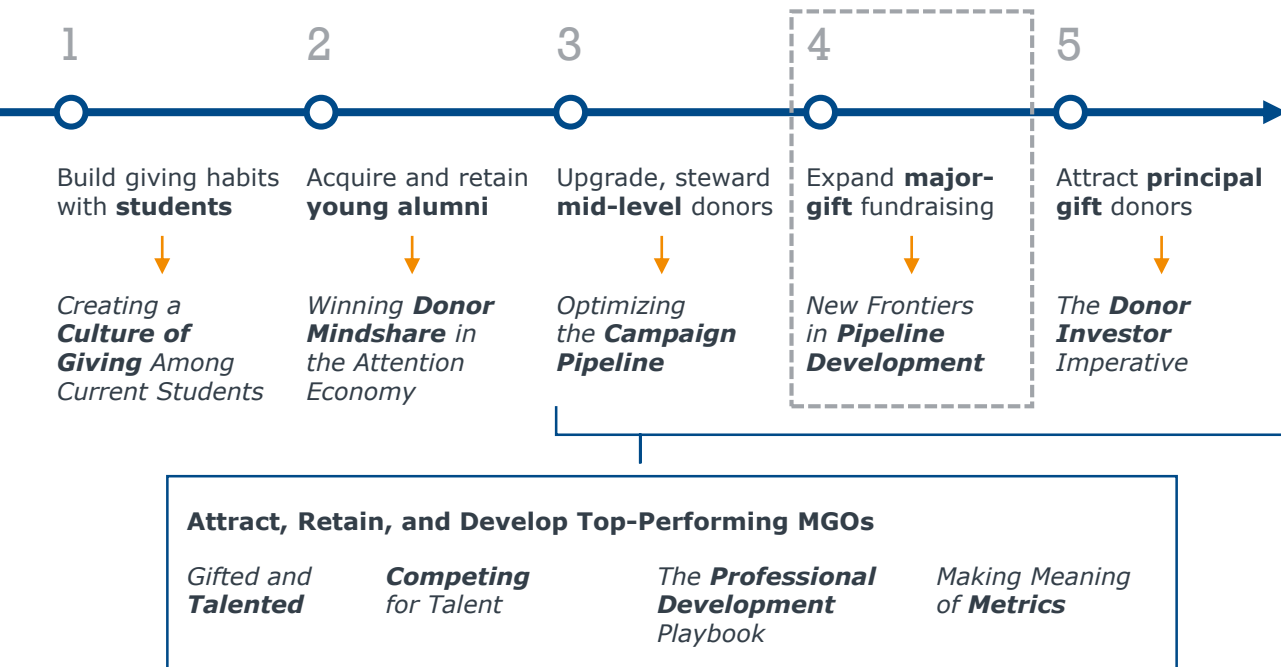 1
2
3
4
5
Build giving habits
with students
Acquire and retain
young alumni
Upgrade, steward
mid-level donors
Expand major-
gift fundraising
Attract principal
gift donors
Creating a
Culture of
Giving Among
Current Students
Winning Donor
Mindshare in
the Attention
Economy
Optimizing
the Campaign
Pipeline
New Frontiers
in Pipeline
Development
The Donor
Investor
Imperative
Attract, Retain, and Develop Top-Performing MGOs
Gifted and
Talented
Competing
for Talent
The Professional
Development
Playbook
Making Meaning
of Metrics